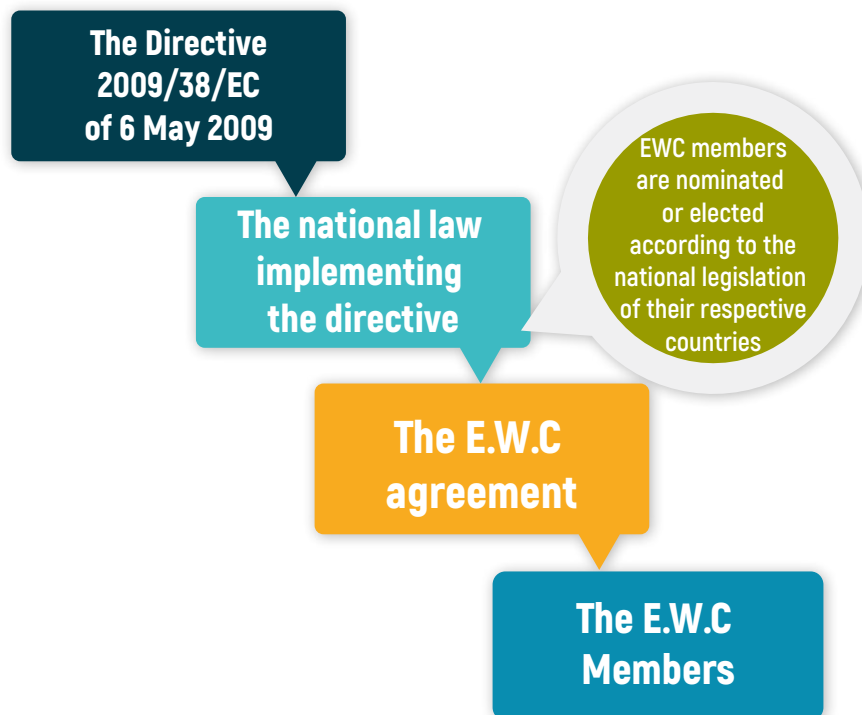 The Directive
2009/38/EC
of 6 May 2009
The national law
implementing
the directive
EWC members
are nominated
or elected
according to the
national legislation
of their respective
countries
The E.W.C
agreement
The E.W.C
Members